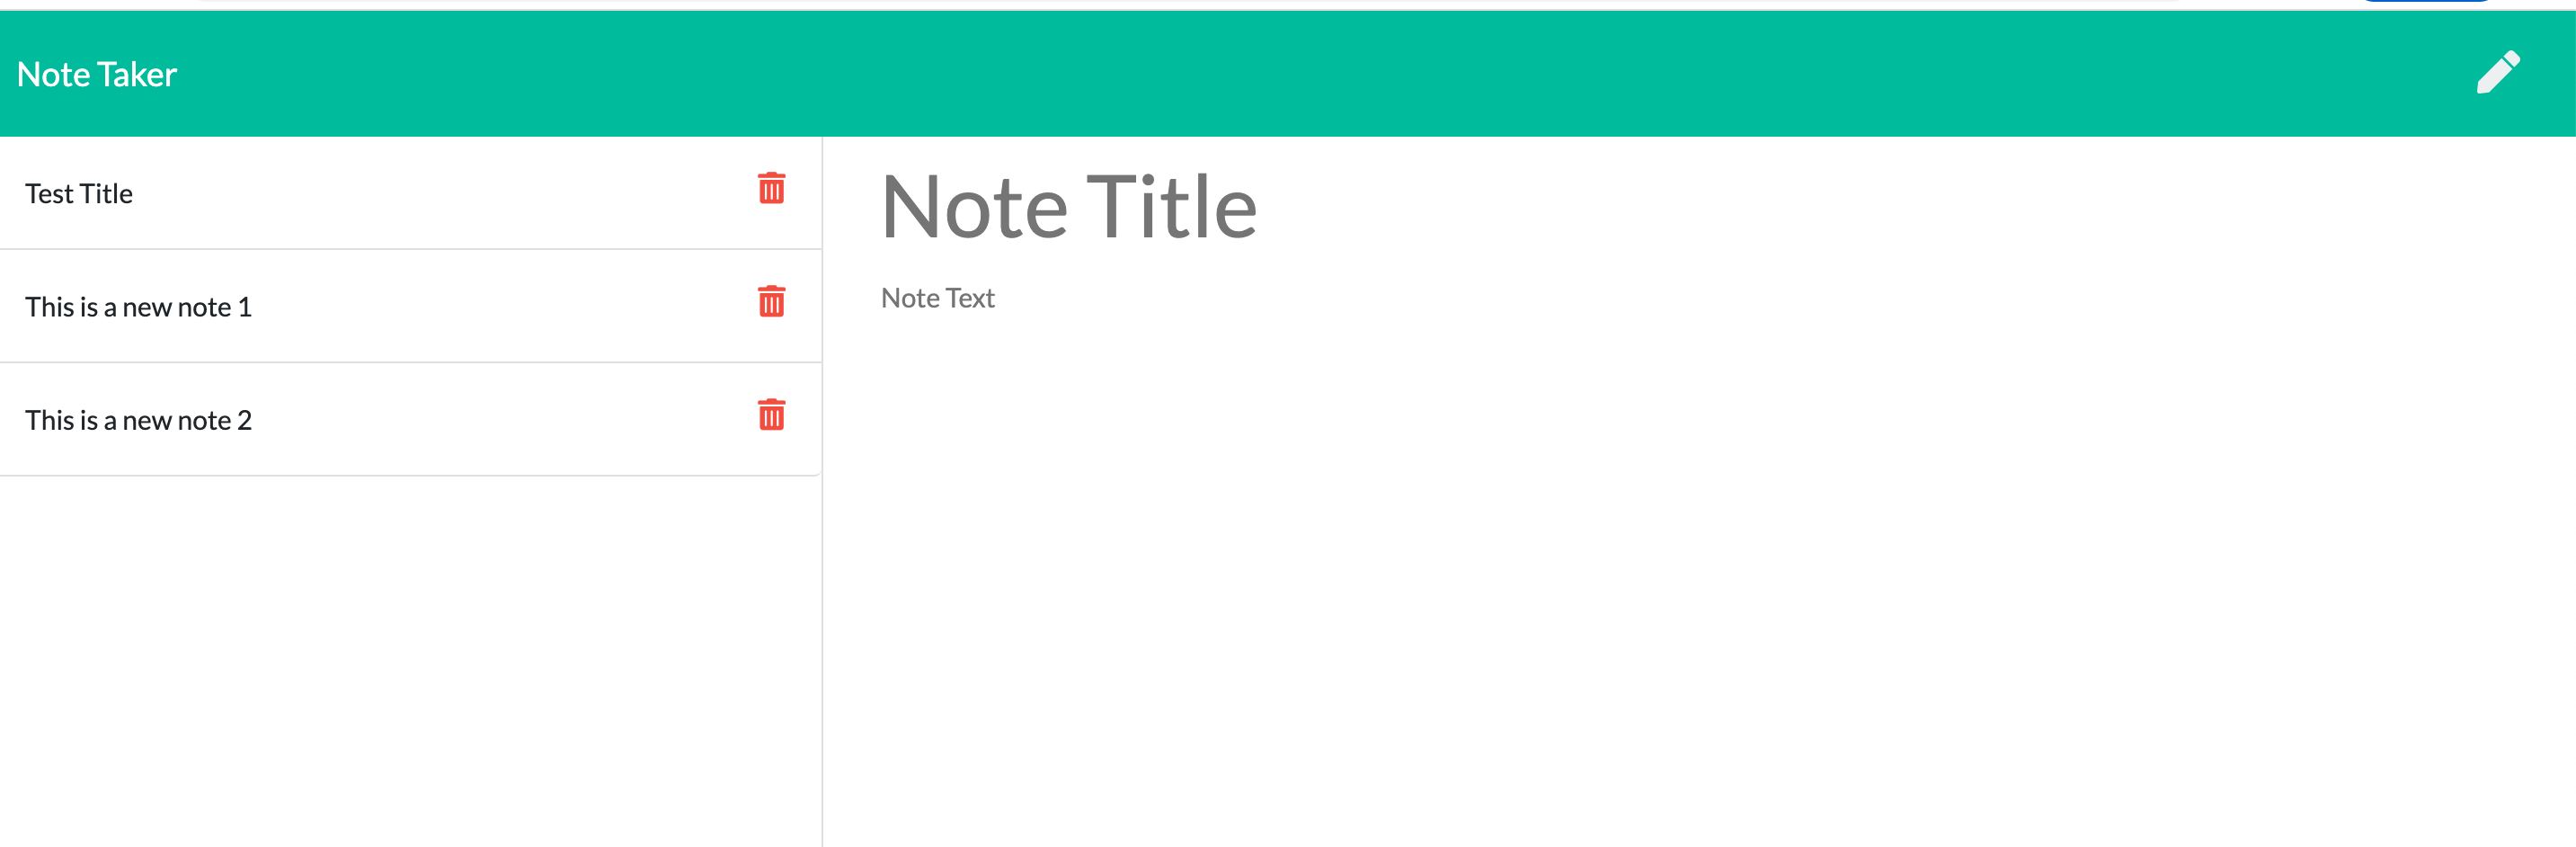 Note Taker
Test Title
This is a new note 1
This is a new note 2
Note Title
Note Text